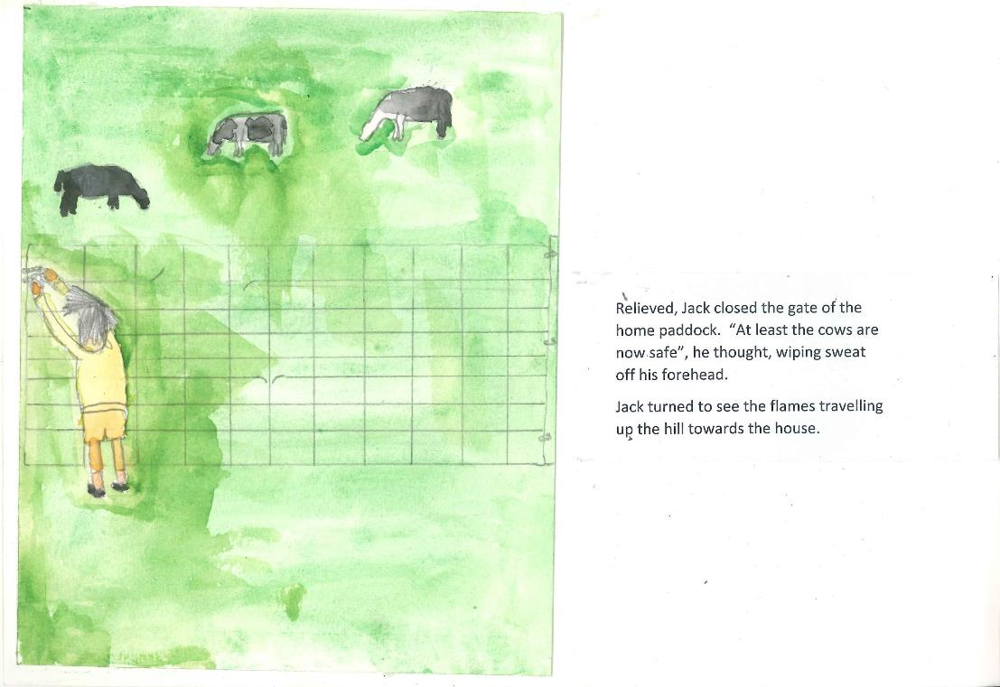 Relieved, Jack closed the gate of the
home paddock.  “At least the cows are
now safe”, he thought, wiping sweat
off his forehead.
Jack turned to see the flames travelling
up the hill towards the house.